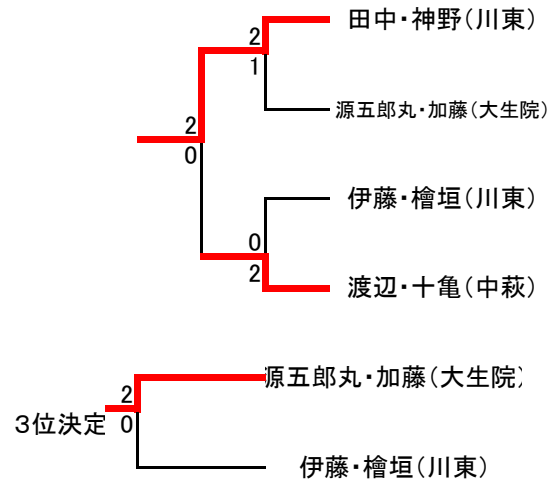 田中・神野(川東)
2
1
源五郎丸・加藤(大生院)
2
0
伊藤・檜垣(川東)
0
2
渡辺・十亀(中萩)
源五郎丸・加藤(大生院)
2
3位決定
0
伊藤・檜垣(川東)